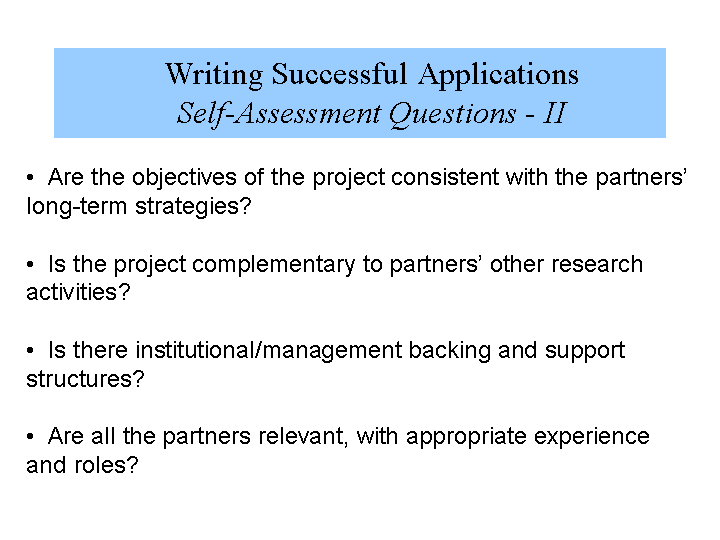 Writing Successful Applications
Self-Assessment Questions - II
• Are the objectives of the project consistent with the partners’
long-term strategies?
• Is the project complementary to partners’ other research
activities?
• Is there institutional/management backing and support
structures?
• Are all the partners relevant, with appropriate experience
and roles?